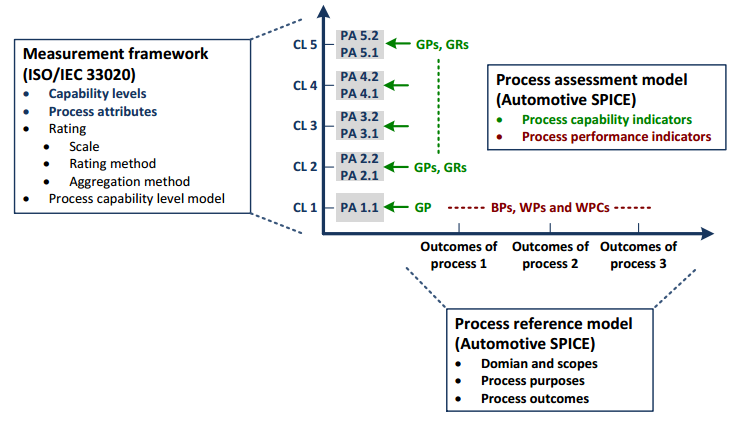 Measurement framework
(ISO/IEC 33020)
• Capability levels
• Process attributes
• Rating
• Scale
• Rating method
• Aggregation method
• Process capability level model
CL 5
PA 5.2
PA 5.1
GPs, GRs
CL 4
PA 4.2
PA 4.1
CL 3
PA 3.2
PA 3.1
CL 2
PA 2.2
PA 2.1
GPs, GRs
CL 1
PA 1.1
GP
BPs, WPs and WPCs
Process assessment model
(Automotive SPICE)
• Process capability indicators
• Process performance indicators
Outcomes of
process 1
Outcomes of
process 2
Outcomes of
process 3
Process reference model
(Automotive SPICE)
• Domian and scopes
• Process purposes
• Process outcomes